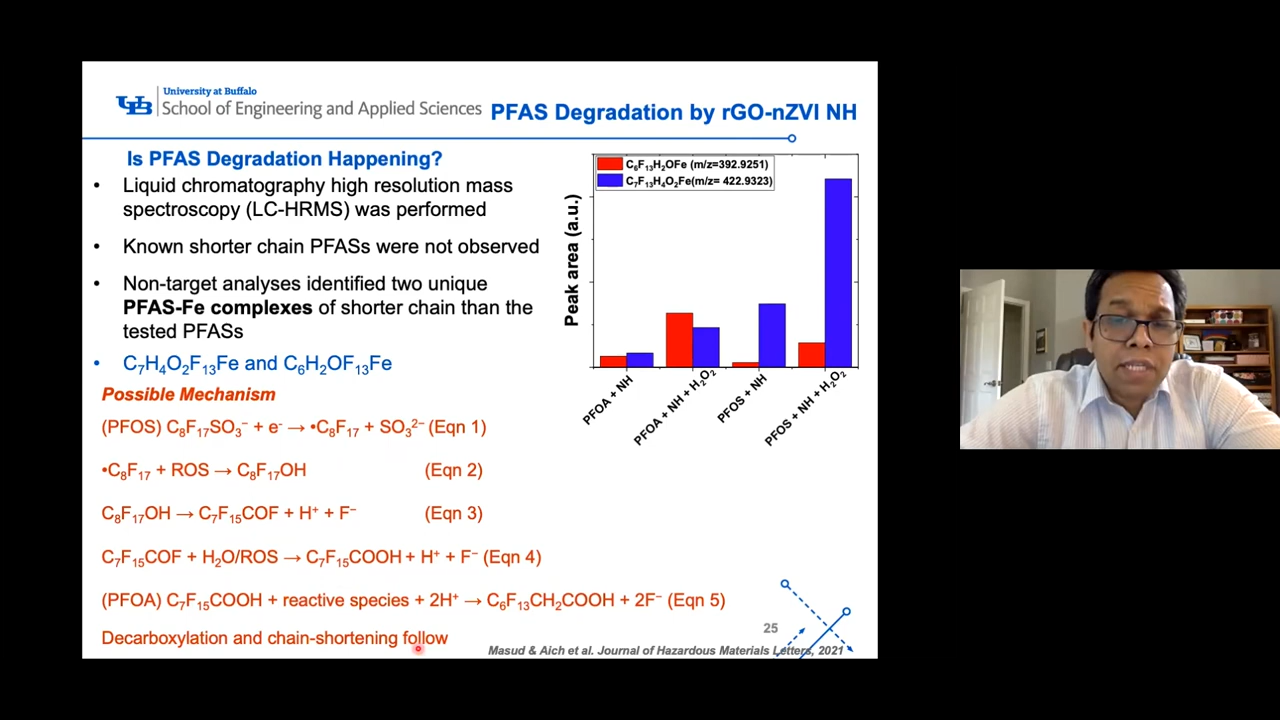 University at Buffalo
UB School of Engineering and Applied Sciences
PFAS Degradation by rGO-nZVI NH
Is PFAS Degradation Happening?
• Liquid chromatography high resolution mass
spectroscopy (LC-HRMS) was performed
• Known shorter chain PFASs were not observed
• Non-target analyses identified two unique
PFAS-Fe complexes of shorter chain than the
tested PFASs
• C₇H₄O₂F₁₃Fe and C₆H₂OF₁₃Fe
Possible Mechanism
(PFOS) C₈F₁₇SO₃⁻ + e⁻ → •C₈F₁₇ + SO₃²⁻ (Eqn 1)
•C₈F₁₇ + ROS → C₈F₁₇OH (Eqn 2)
C₈F₁₇OH → C₇F₁₅COF + H⁺ + F⁻ (Eqn 3)
C₇F₁₅COF + H₂O/ROS → C₇F₁₅COOH + H⁺ + F⁻ (Eqn 4)
(PFOA) C₇F₁₅COOH + reactive species + 2H⁺ → C₆F₁₃CH₂COOH + 2F⁻ (Eqn 5)
Decarboxylation and chain-shortening follow
C₆F₁₃H₂OFe (m/z=392.9251)
C₇F₁₃H₄O₂Fe(m/z= 422.9323)
Peak area (a.u.)
PFOA + NH
PFOA + NH + H₂O₂
PFOS + NH
PFOS + NH + H₂O₂
25
Masud & Aich et al. Journal of Hazardous Materials Letters, 2021